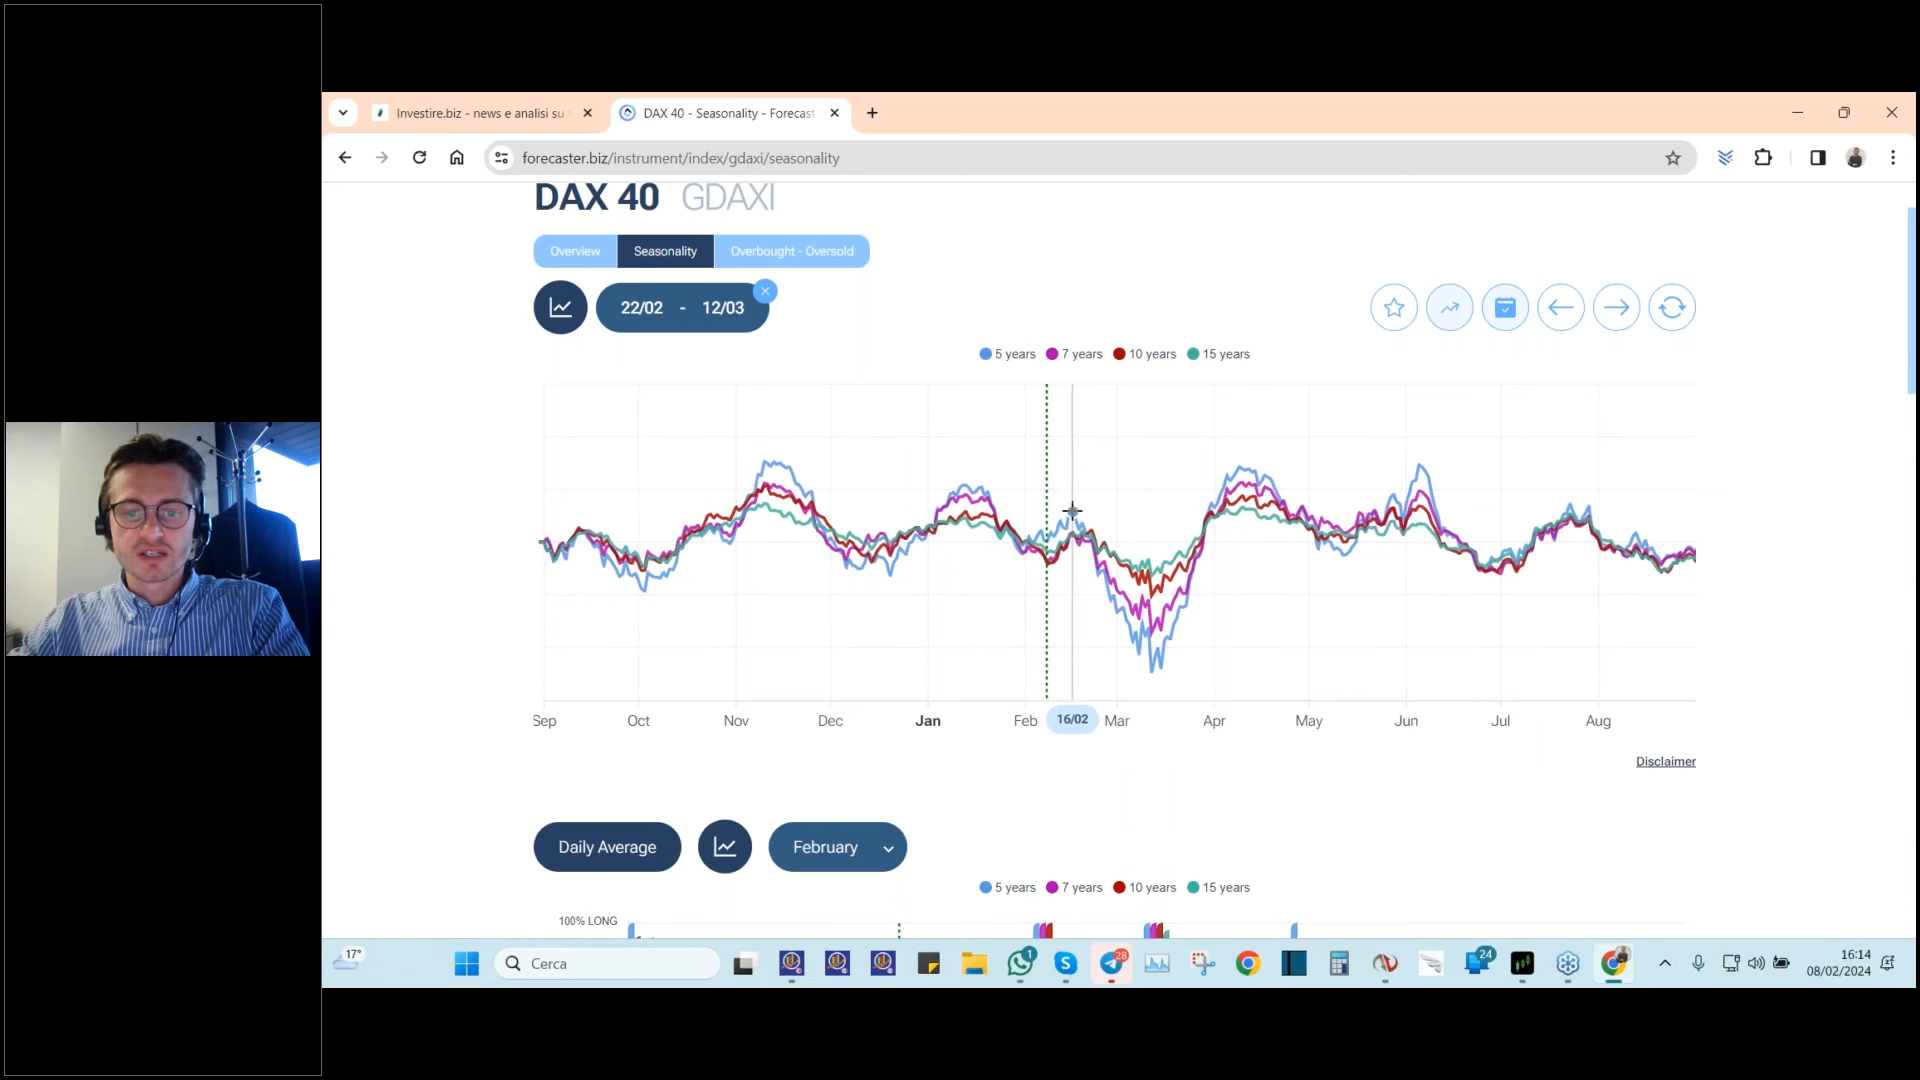 Investire.biz - news e analisi su
DAX 40 - Seasonality - Forecast
forecaster.biz/instrument/index/gdaxi/seasonality
DAX 40 GDAXI
Overview Seasonality Overbought - Oversold
22/02 - 12/03
5 years 7 years 10 years 15 years
Sep Oct Nov Dec Jan Feb 16/02 Mar Apr May Jun Jul Aug
Disclaimer
Daily Average February
5 years 7 years 10 years 15 years
100% LONG
17°
Cerca
1
28
24
16:14
08/02/2024